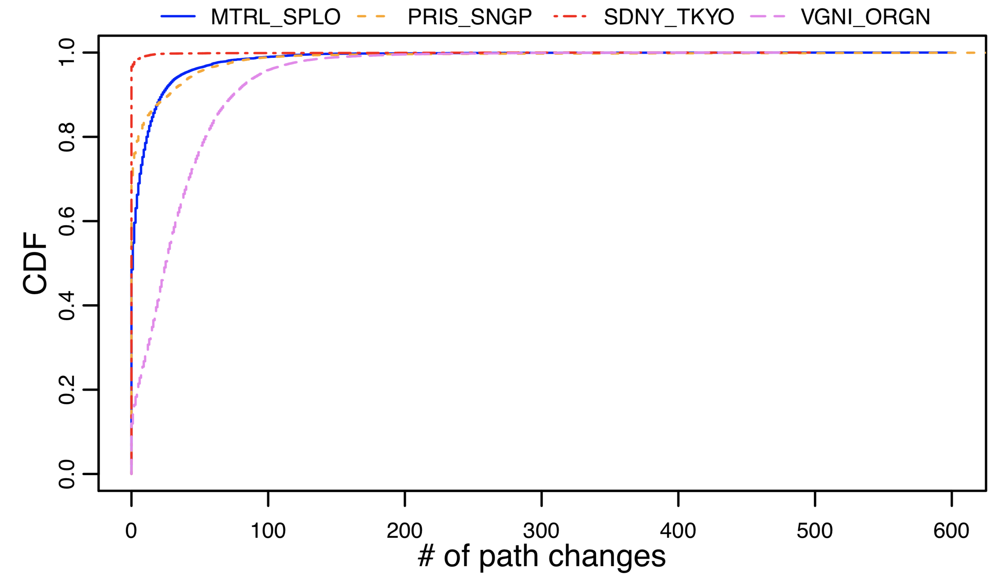 MTRL_SPLO PRIS_SNGP SDNY_TKYO VGNI_ORGN
1.0
0.8
0.6
0.4
0.2
0.0
CDF
0 100 200 300 400 500 600
# of path changes